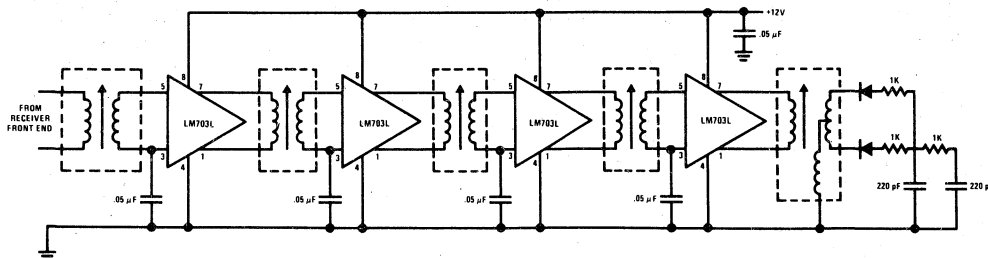 +12V
.05 µF
FROM
RECEIVER
FRONT END
5
8
7
LM703L
3
4
1
.05 µF
5
8
7
LM703L
3
4
1
.05 µF
5
8
7
LM703L
3
4
1
.05 µF
5
8
7
LM703L
3
4
1
.05 µF
1K
1K
1K
220 pF
220 p